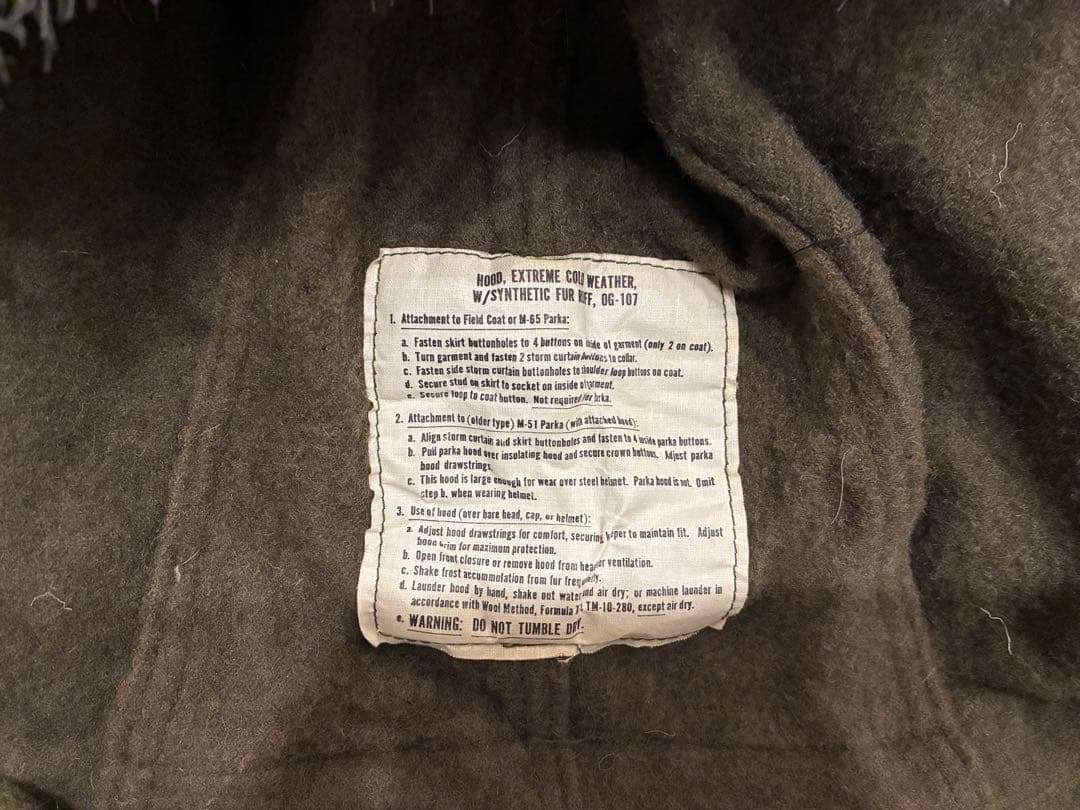 HOOD, EXTREME COLD WEATHER,
W/SYNTHETIC FUR RUFF, OG-107
1. Attachment to Field Coat or M-65 Parka:
a. Fasten skirt buttonholes to 4 buttons on inside of garment (only 2 on coat).
b. Turn garment and fasten 2 storm curtain buttons to collar.
c. Fasten side storm curtain buttonholes to shoulder loop buttons on coat.
d. Secure stud on skirt to socket on inside of garment.
e. Secure loop to coat button. Not required for parka.
2. Attachment to (older type) M-51 Parka (with attached hood):
a. Align storm curtain and skirt buttonholes and fasten to 4 inside parka buttons.
b. Pull parka hood over insulating hood and secure crown buttons. Adjust parka
hood drawstrings.
c. This hood is large enough for wear over steel helmet. Parka hood is not. Omit
step b. when wearing helmet.
3. Use of hood (over bare head, cap, or helmet):
a. Adjust hood drawstrings for comfort, securing keeper to maintain fit. Adjust
hood brim for maximum protection.
b. Open front closure or remove hood from head for ventilation.
c. Shake frost accummulation from fur frequently.
d. Launder hood by hand, shake out water and air dry; or machine launder in
accordance with Wool Method, Formula TM-10-280, except air dry.
e. WARNING: DO NOT TUMBLE DRY.